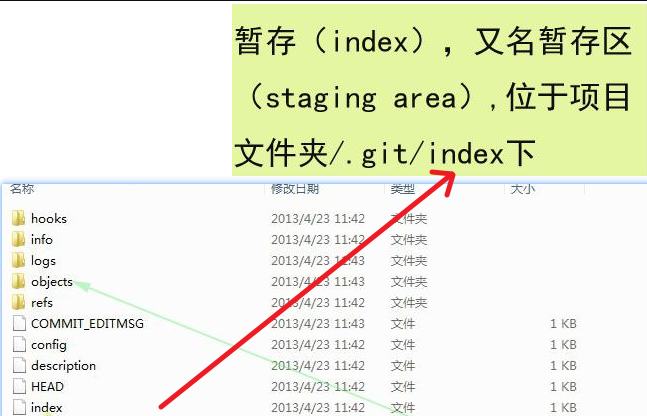 暂存（index），又名暂存区
（staging area）,位于项目
文件夹/.git/index下
名称 修改日期 类型 大小
hooks 2013/4/23 11:42 文件夹
info 2013/4/23 11:42 文件夹
logs 2013/4/23 11:43 文件夹
objects 2013/4/23 11:43 文件夹
refs 2013/4/23 11:42 文件夹
COMMIT_EDITMSG 2013/4/23 11:43 文件 1 KB
config 2013/4/23 11:42 文件 1 KB
description 2013/4/23 11:42 文件 1 KB
HEAD 2013/4/23 11:42 文件 1 KB
index 2013/4/23 11:42 文件 1 KB